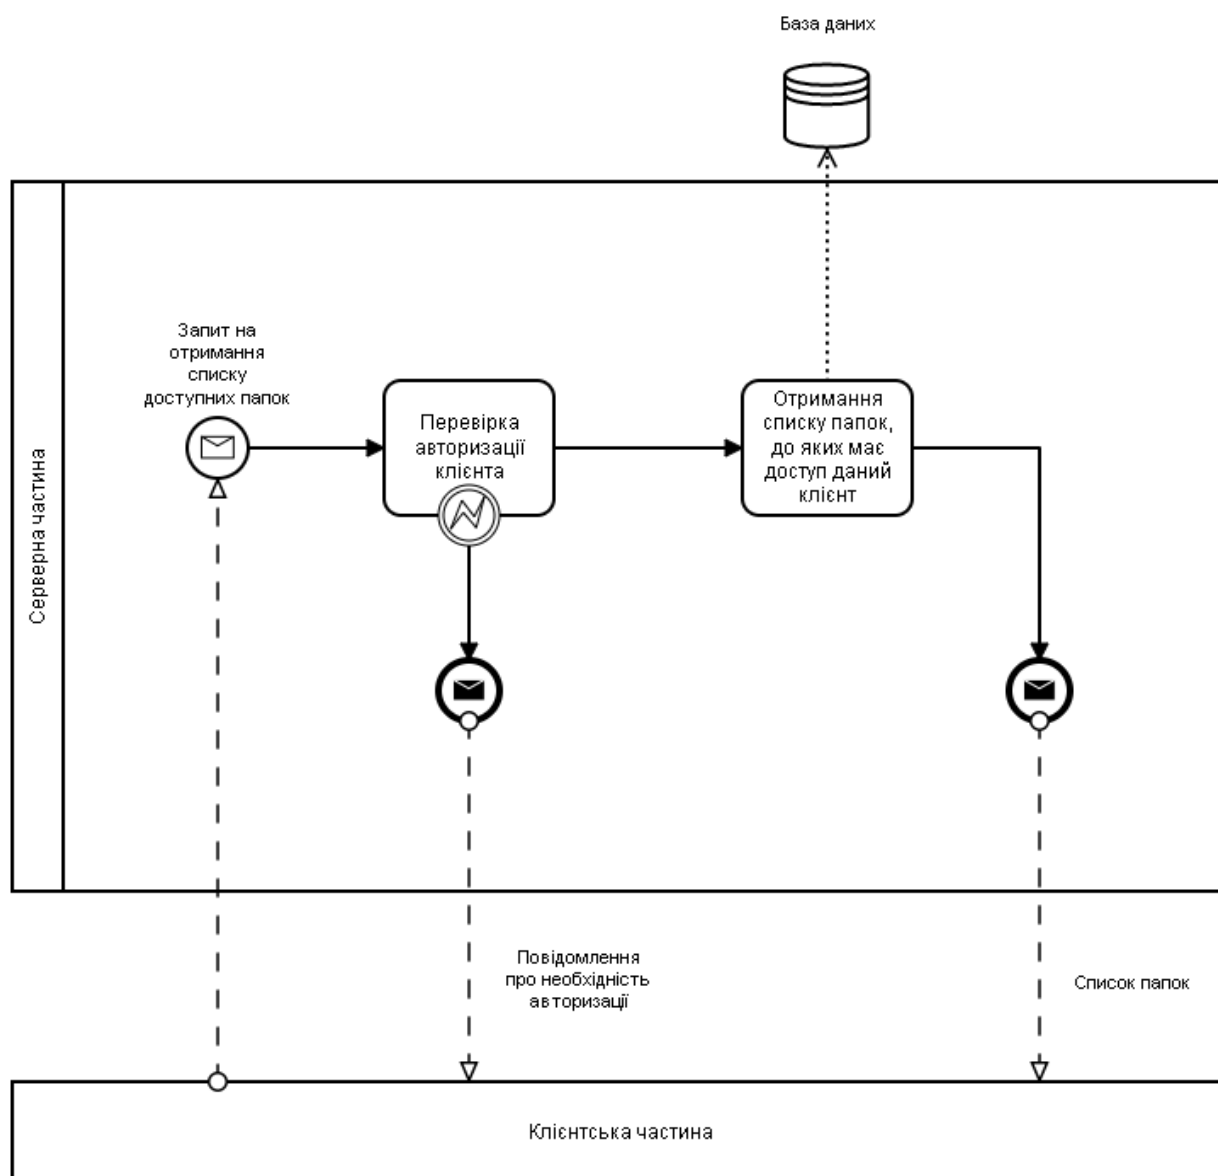 База даних
Запит на
отримання
списку
доступних папок
Перевірка
авторизації
клієнта
Отримання
списку папок,
до яких має
доступ даний
клієнт
Серверна частина
Повідомлення
про необхідність
авторизації
Список папок
Клієнтська частина